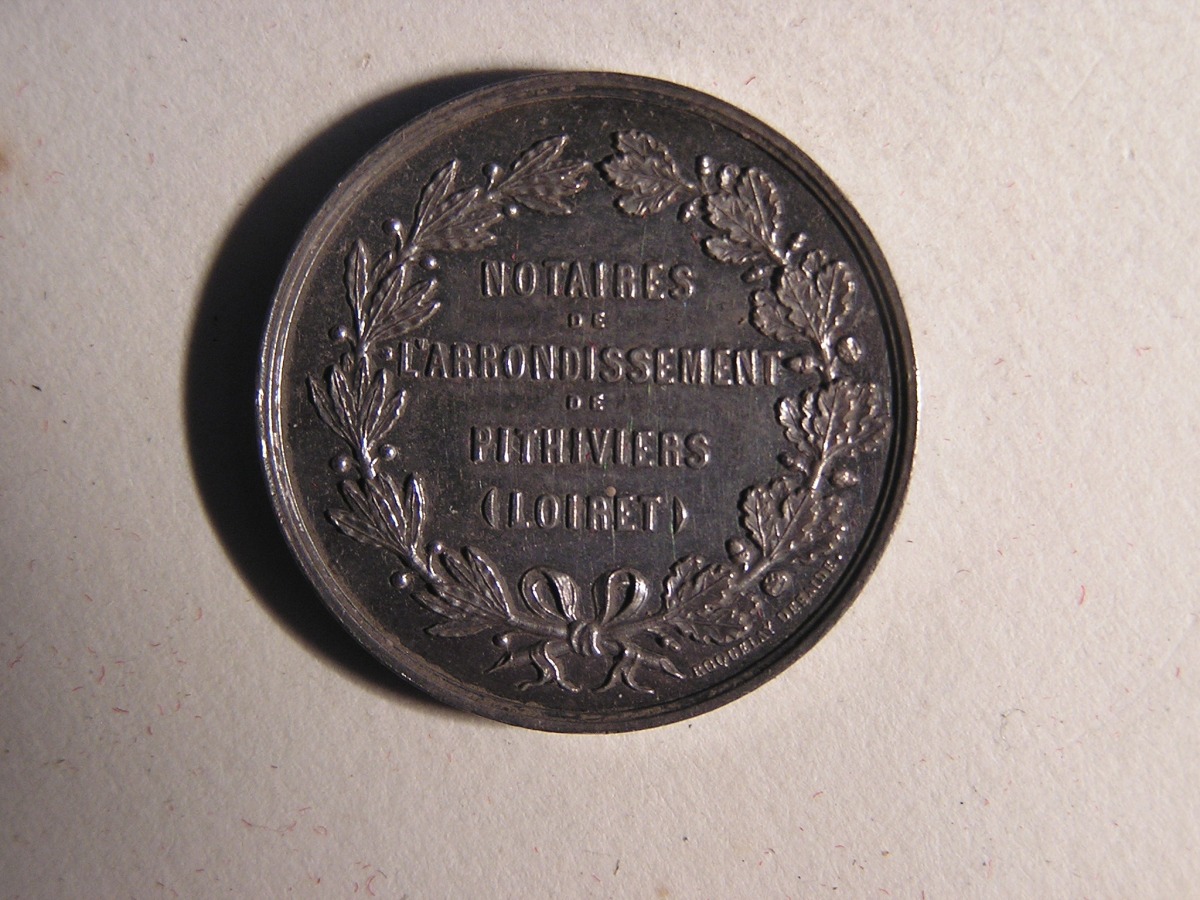 NOTAIRES
DE
L'ARRONDISSEMENT
DE
PITHIVIERS
(LOIRET)